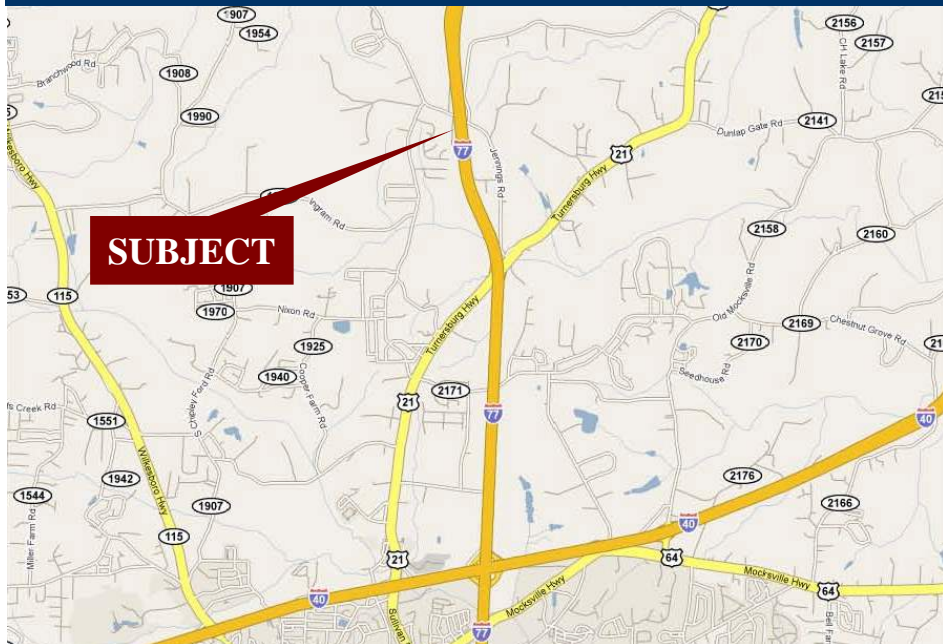 1907
1954
2156
CH Lake Rd
2157
Branchwood Rd
1908
1990
2141
Dunlap Gate Rd
21
77
Jennings Rd
Wilkesboro Hwy
Ingram Rd
Turnersburg Hwy
SUBJECT
2158
2160
1907
115
1970
Nixon Rd
Old Mocksville Rd
2169
Chestnut Grove Rd
1925
Turnersburg Hwy
2170
Seedhouse Rd
1940
Cooper Farm Rd
2171
21
77
S Chipley Ford Rd
40
1551
Wilkesboro Hwy
1942
2176
1544
1907
2166
Miller Farm Rd
40
115
21
64
Mocksville Hwy
64
40
Mocksville Hwy
77